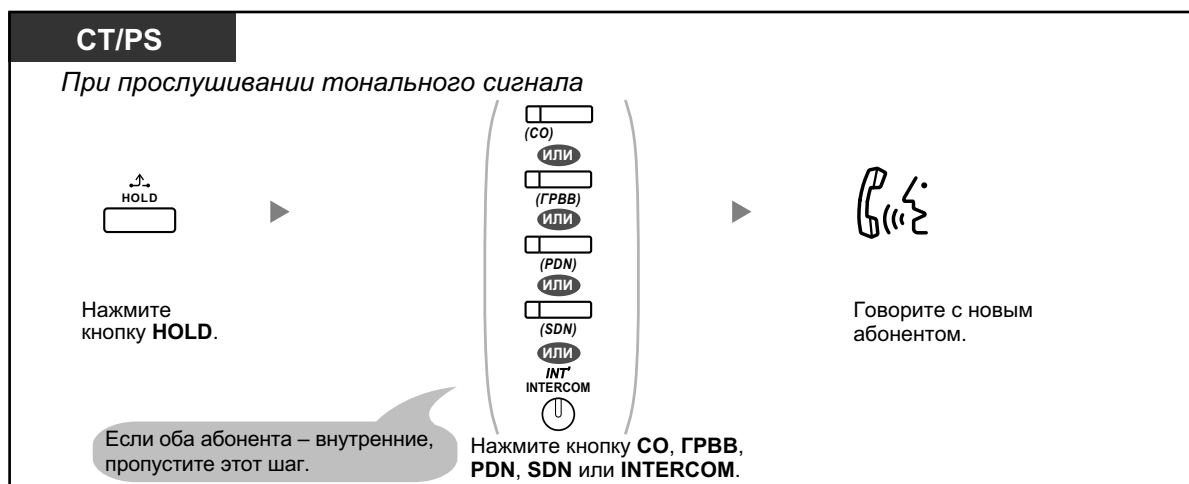 CT/PS
При прослушивании тонального сигнала
HOLD
Нажмите
кнопку HOLD.
(CO)
ИЛИ
(ГРВВ)
ИЛИ
(PDN)
ИЛИ
(SDN)
ИЛИ
INT'
INTERCOM
Если оба абонента – внутренние,
пропустите этот шаг.
Нажмите кнопку CO, ГРВВ,
PDN, SDN или INTERCOM.
Говорите с новым
абонентом.